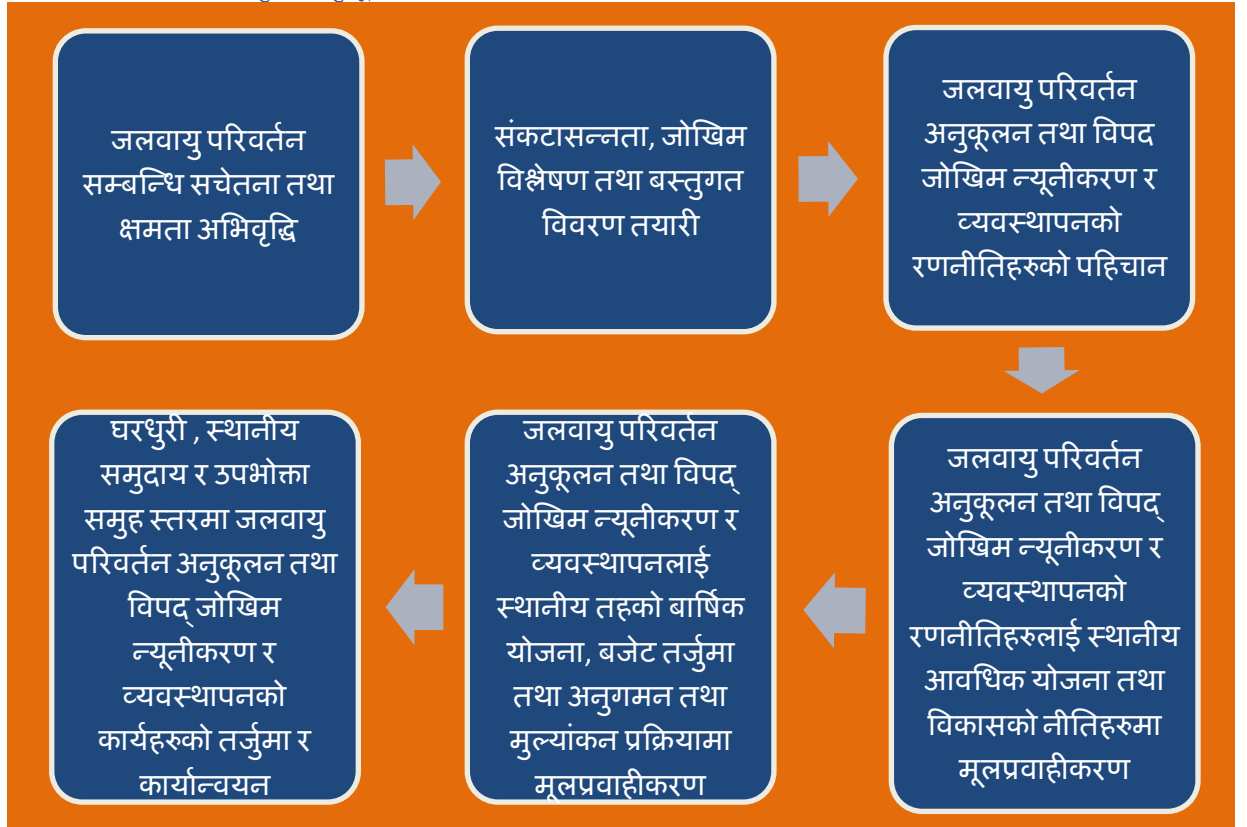 जलवायु परिवर्तन
सम्बन्धि सचेतना तथा
क्षमता अभिवृद्धि
संकटासन्नता, जोखिम
विश्लेषण तथा बस्तुगत
विवरण तयारी
जलवायु परिवर्तन
अनुकूलन तथा विपद
जोखिम न्यूनीकरण र
व्यवस्थापनको
रणनीतिहरुको पहिचान
जलवायु परिवर्तन
अनुकूलन तथा विपद्
जोखिम न्यूनीकरण र
व्यवस्थापनको
रणनीतिहरुलाई स्थानीय
आवधिक योजना तथा
विकासको नीतिहरुमा
मूलप्रवाहीकरण
जलवायु परिवर्तन
अनुकूलन तथा विपद्
जोखिम न्यूनीकरण र
व्यवस्थापनलाई
स्थानीय तहको बार्षिक
योजना, बजेट तर्जुमा
तथा अनुगमन तथा
मुल्यांकन प्रक्रियामा
मूलप्रवाहीकरण
घरधुरी , स्थानीय
समुदाय र उपभोक्ता
समुह स्तरमा जलवायु
परिवर्तन अनुकूलन तथा
विपद् जोखिम
न्यूनीकरण र
व्यवस्थापनको
कार्यहरुको तर्जुमा र
कार्यान्वयन